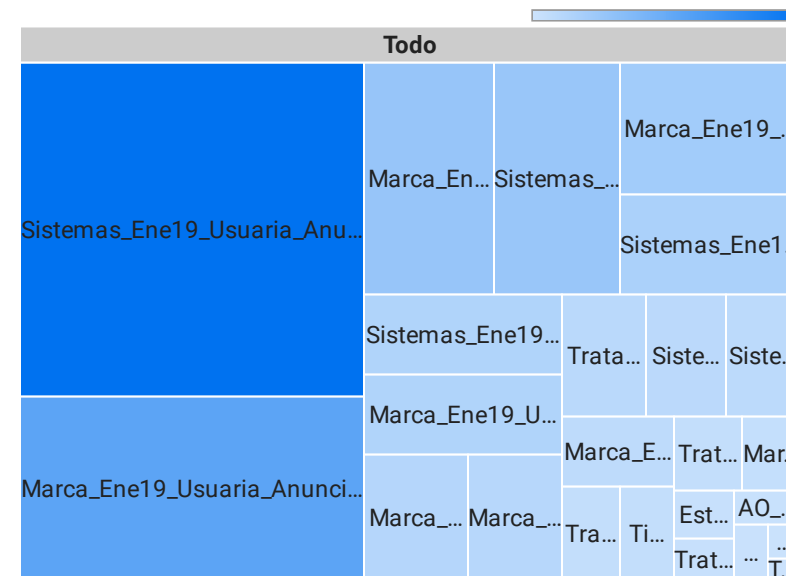 Todo
Sistemas_Ene19_Usuaria_Anu...
Marca_Ene19_Usuaria_Anunci...
Marca_En...
Sistemas_...
Marca_Ene19_..
Sistemas_Ene1.
Sistemas_Ene19...
Marca_Ene19_U...
Marca_...
Marca_...
Trata...
Siste...
Siste.
Marca_E...
Trat...
Mar.
Tra...
Ti...
Est...
AO_..
Trat...
...
..
T.